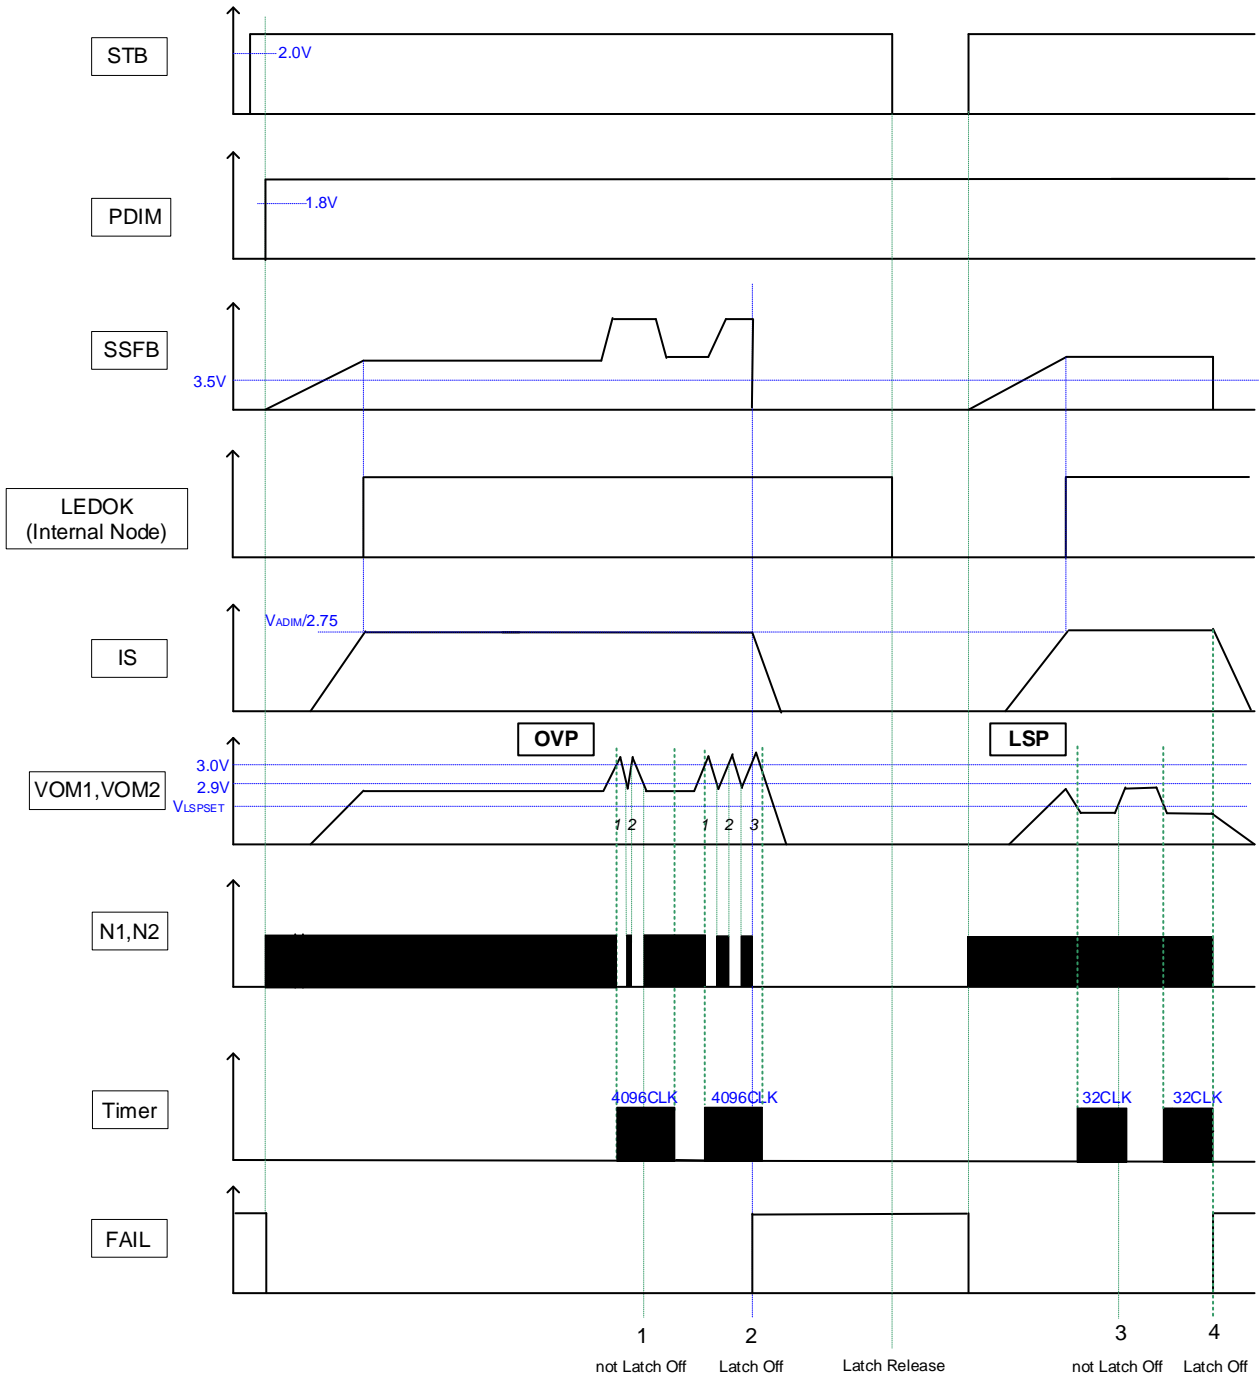 STB
2.0V
PDIM
1.8V
SSFB
3.5V
LEDOK
(Internal Node)
VADIM/2.75
IS
OVP
LSP
3.0V
2.9V
VOM1,VOM2
VLSPSET
1 2 1 2 3
N1,N2
4096CLK 4096CLK 32CLK 32CLK
Timer
FAIL
1 2 3 4
not Latch Off Latch Off Latch Release not Latch Off Latch Off